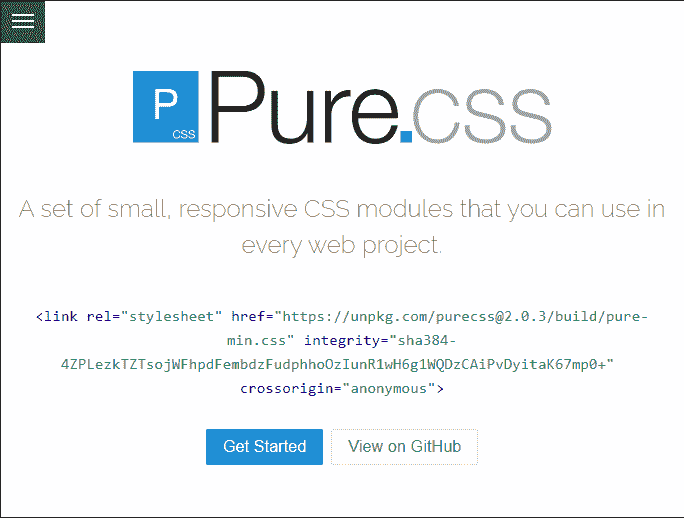 P
CSS
Pure.css
A set of small, responsive CSS modules that you can use in
every web project.
<link rel="stylesheet" href="https://unpkg.com/purecss@2.0.3/build/pure-
min.css" integrity="sha384-
4ZPLezkTZTsojWFhpdFembdzFudphhoOzIunR1wH6g1WQDzCAiPvDyitaK67mp0+"
crossorigin="anonymous">
Get Started
View on GitHub